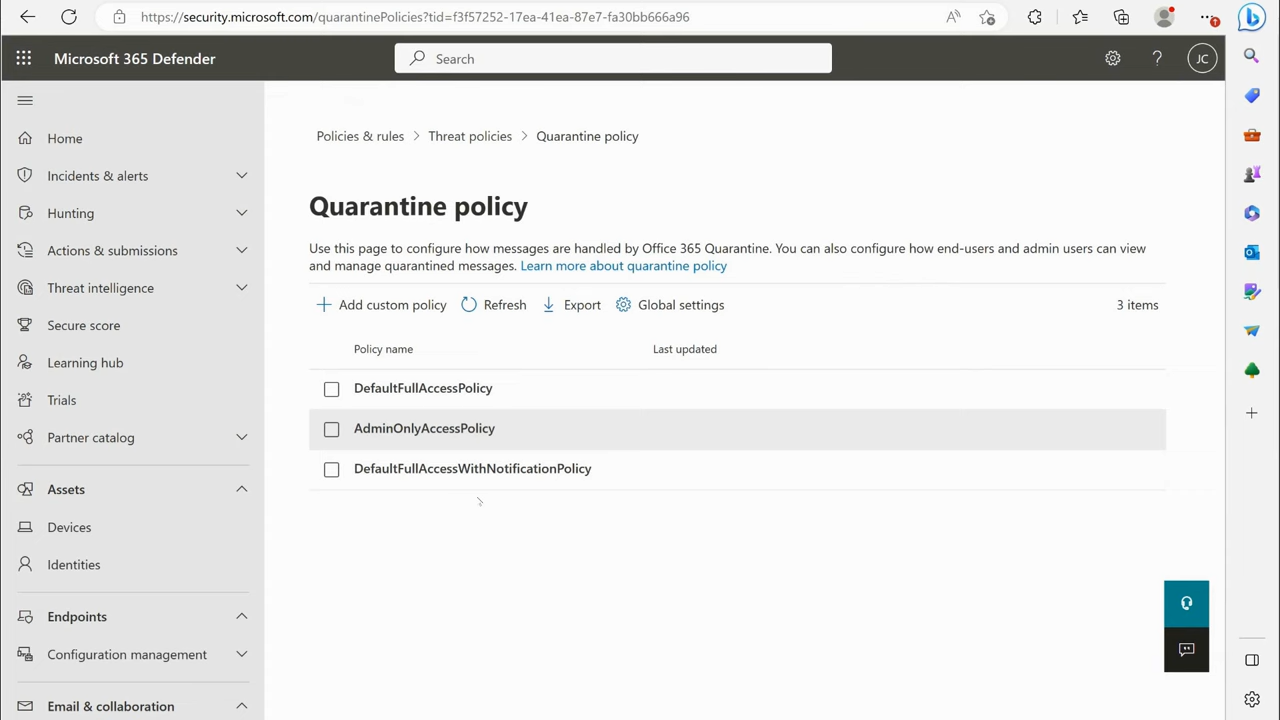 https://security.microsoft.com/quarantinePolicies?tid=f3f57252-17ea-41ea-87e7-fa30bb666a96
Microsoft 365 Defender
Search
JC
Home
Incidents & alerts
Hunting
Actions & submissions
Threat intelligence
Secure score
Learning hub
Trials
Partner catalog
Assets
Devices
Identities
Endpoints
Configuration management
Email & collaboration
Policies & rules > Threat policies > Quarantine policy
Quarantine policy
Use this page to configure how messages are handled by Office 365 Quarantine. You can also configure how end-users and admin users can view
and manage quarantined messages. Learn more about quarantine policy
Add custom policy Refresh Export Global settings 3 items
Policy name Last updated
DefaultFullAccessPolicy
AdminOnlyAccessPolicy
DefaultFullAccessWithNotificationPolicy